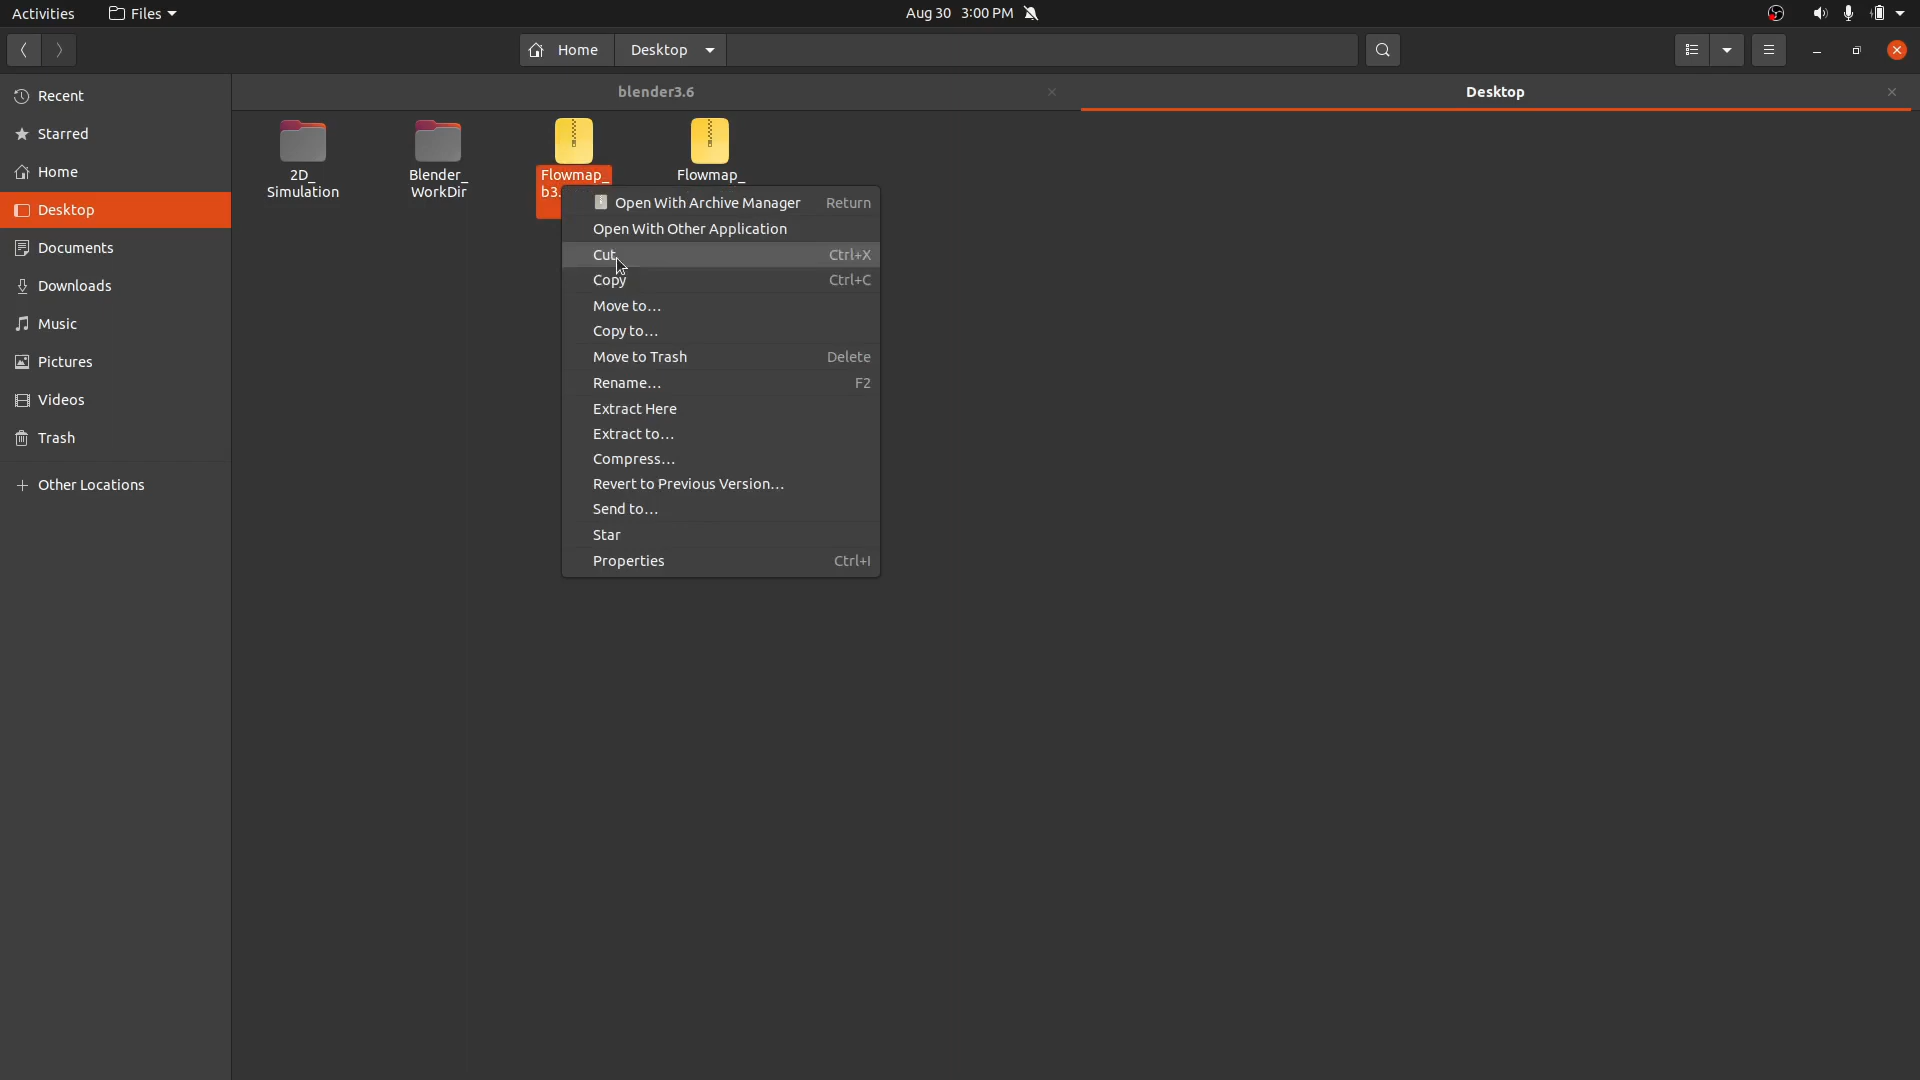 Activities Files Aug 30 3:00 PM
Home Desktop
Recent
Starred
Home
Desktop
Documents
Downloads
Music
Pictures
Videos
Trash
Other Locations
blender3.6 Desktop
2D_
Simulation
Blender_
WorkDir
Flowmap_
b3.
Flowmap_
Open With Archive Manager Return
Open With Other Application
Cut Ctrl+X
Copy Ctrl+C
Move to…
Copy to…
Move to Trash Delete
Rename… F2
Extract Here
Extract to…
Compress…
Revert to Previous Version…
Send to…
Star
Properties Ctrl+I